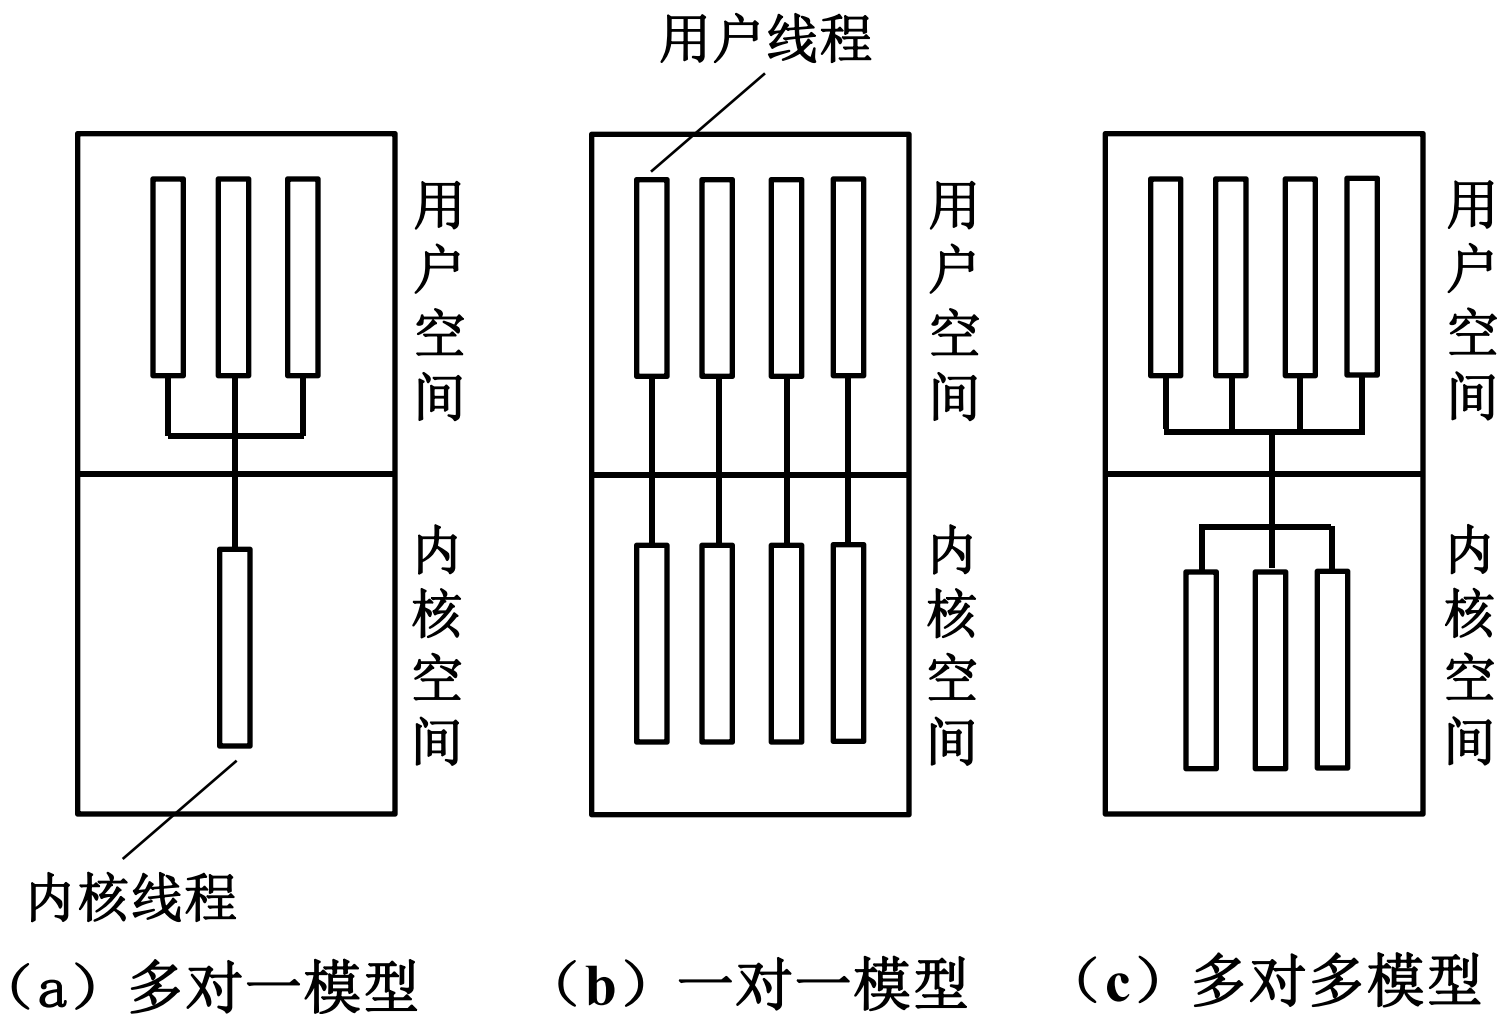 用户线程
用户空间
用户空间
用户空间
内核空间
内核空间
内核空间
内核线程
（a）多对一模型
（b）一对一模型
（c）多对多模型